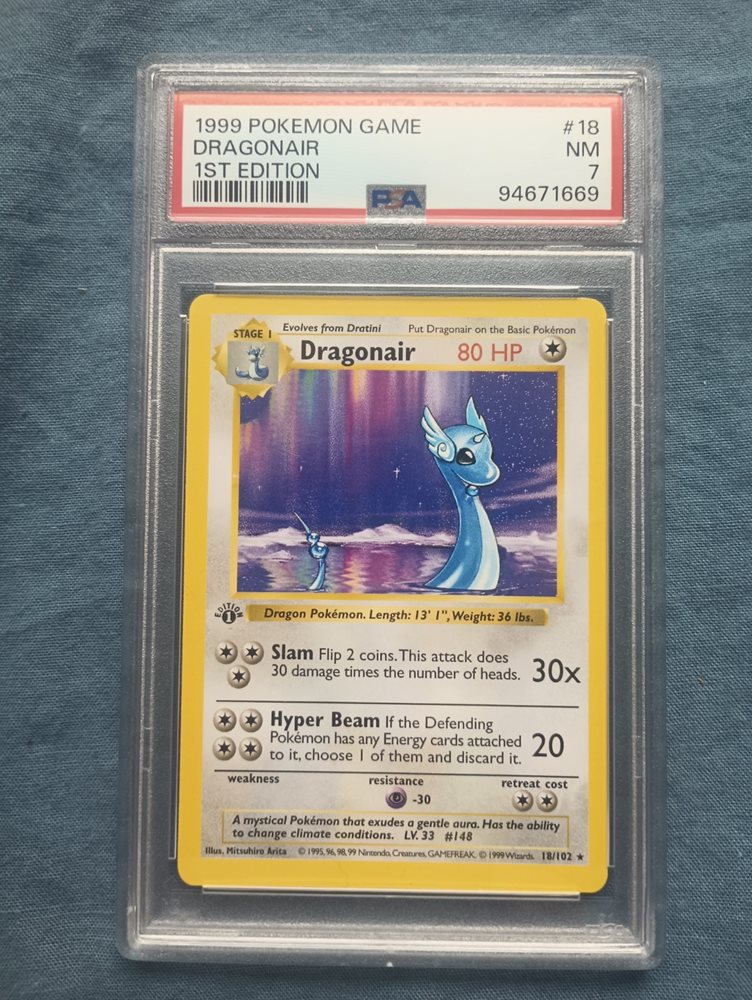 1999 POKEMON GAME #18
DRAGONAIR NM
1ST EDITION 7
PSA 94671669
STAGE 1 Evolves from Dratini Put Dragonair on the Basic Pokémon
Dragonair 80 HP
EDITION 1
Dragon Pokémon. Length: 13' 1", Weight: 36 lbs.
Slam Flip 2 coins. This attack does
30 damage times the number of heads. 30x
Hyper Beam If the Defending
Pokémon has any Energy cards attached
to it, choose 1 of them and discard it. 20
weakness resistance retreat cost
-30
A mystical Pokémon that exudes a gentle aura. Has the ability
to change climate conditions. LV. 33 #148
Illus. Mitsuhiro Arita © 1995, 96, 98, 99 Nintendo, Creatures, GAMEFREAK. © 1999 Wizards. 18/102 ★